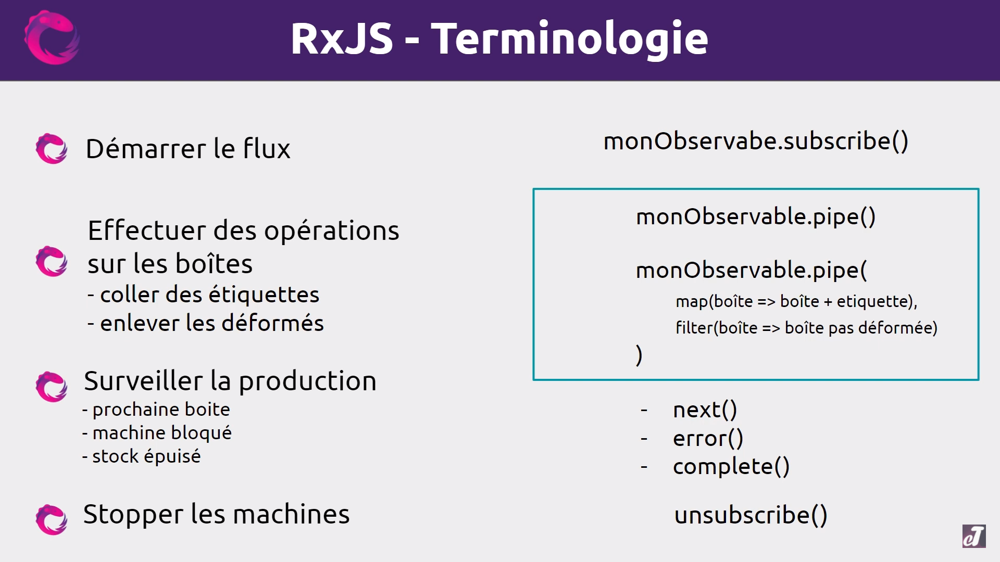 RxJS - Terminologie
Démarrer le flux
monObservabe.subscribe()
Effectuer des opérations
sur les boîtes
- coller des étiquettes
- enlever les déformés
monObservable.pipe()
monObservable.pipe(
map(boîte => boîte + etiquette),
filter(boîte => boîte pas déformée)
)
Surveiller la production
- prochaine boite
- machine bloqué
- stock épuisé
- next()
- error()
- complete()
Stopper les machines
unsubscribe()
cT